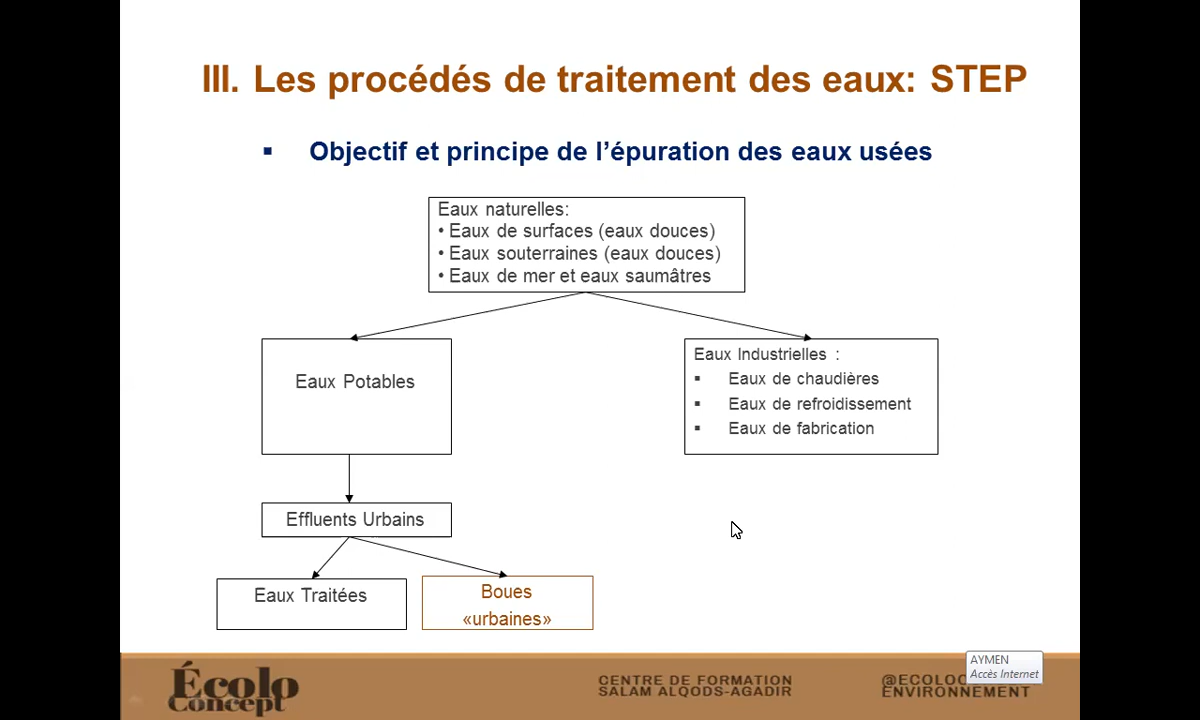 III. Les procédés de traitement des eaux: STEP
▪ Objectif et principe de l’épuration des eaux usées
Eaux naturelles:
• Eaux de surfaces (eaux douces)
• Eaux souterraines (eaux douces)
• Eaux de mer et eaux saumâtres
Eaux Potables
Eaux Industrielles :
▪ Eaux de chaudières
▪ Eaux de refroidissement
▪ Eaux de fabrication
Effluents Urbains
Eaux Traitées
Boues
«urbaines»
Écolo
Concept
CENTRE DE FORMATION
SALAM ALQODS-AGADIR
ENVIRONNEMENT
AYMEN
Accès Internet